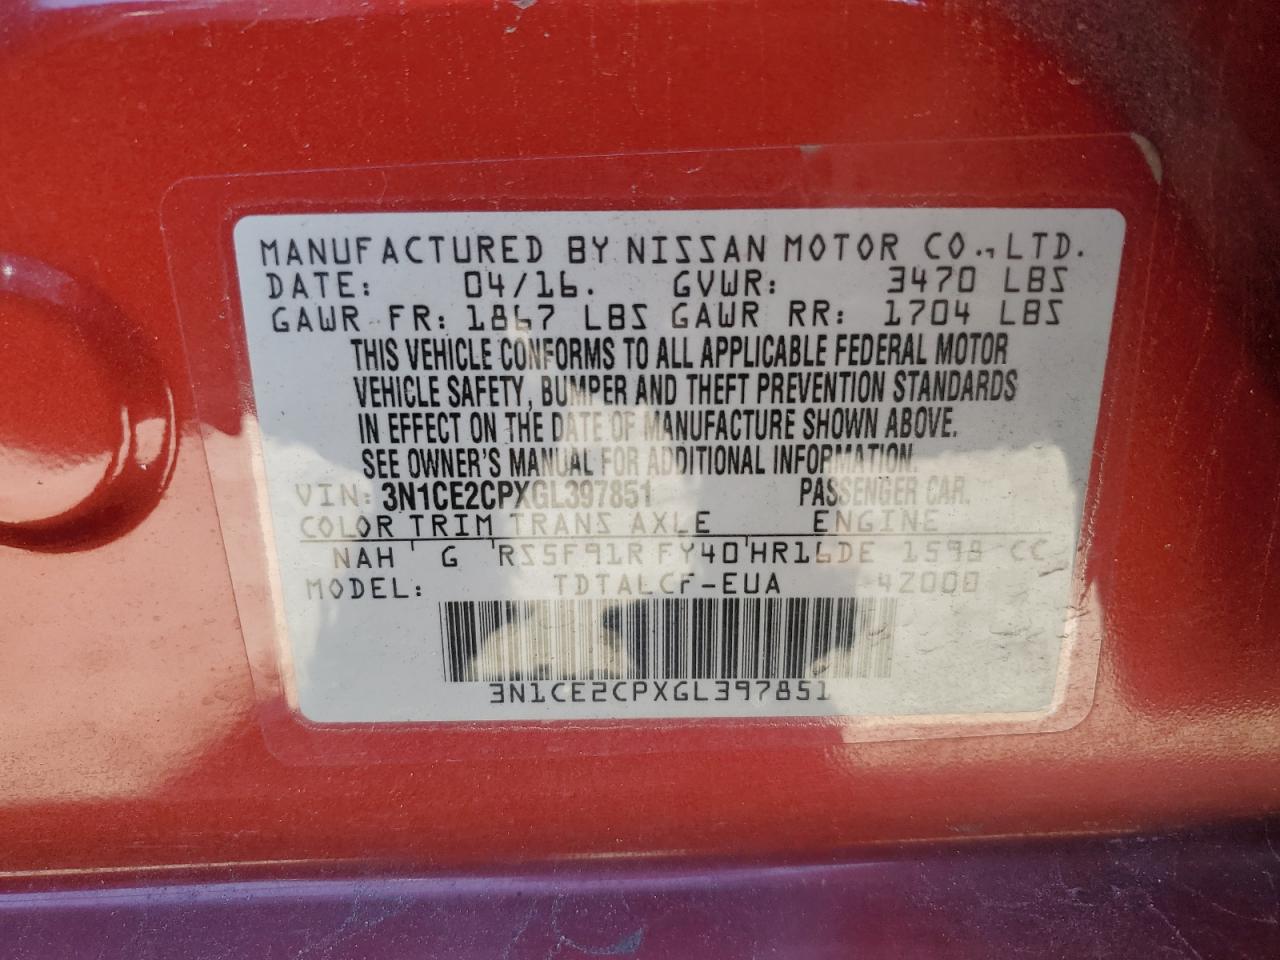 MANUFACTURED BY NISSAN MOTOR CO., LTD.
DATE: 04/16. GVWR: 3470 LBS
GAWR FR: 1867 LBS GAWR RR: 1704 LBS
THIS VEHICLE CONFORMS TO ALL APPLICABLE FEDERAL MOTOR
VEHICLE SAFETY, BUMPER AND THEFT PREVENTION STANDARDS
IN EFFECT ON THE DATE OF MANUFACTURE SHOWN ABOVE.
SEE OWNER'S MANUAL FOR ADDITIONAL INFORMATION.
VIN: 3N1CE2CPXGL397851 PASSENGER CAR.
COLOR TRIM TRANS AXLE ENGINE
NAH G RS5F91R FY40 HR16DE 1598 CC
MODEL: TDTALCF-EUA -42000
3N1CE2CPXGL397851